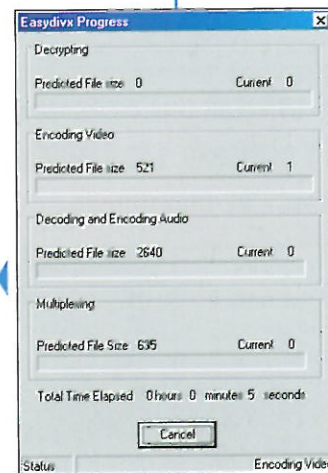 Easydivx Progress
Decrypting
Predicted File size 0 Current 0
Encoding Video
Predicted File size 521 Current 1
Decoding and Encoding Audio
Predicted File size 2640 Current 0
Multiplexing
Predicted File Size 635 Current 0
Total Time Elapsed 0 hours 0 minutes 5 seconds
Cancel
Status Encoding Video